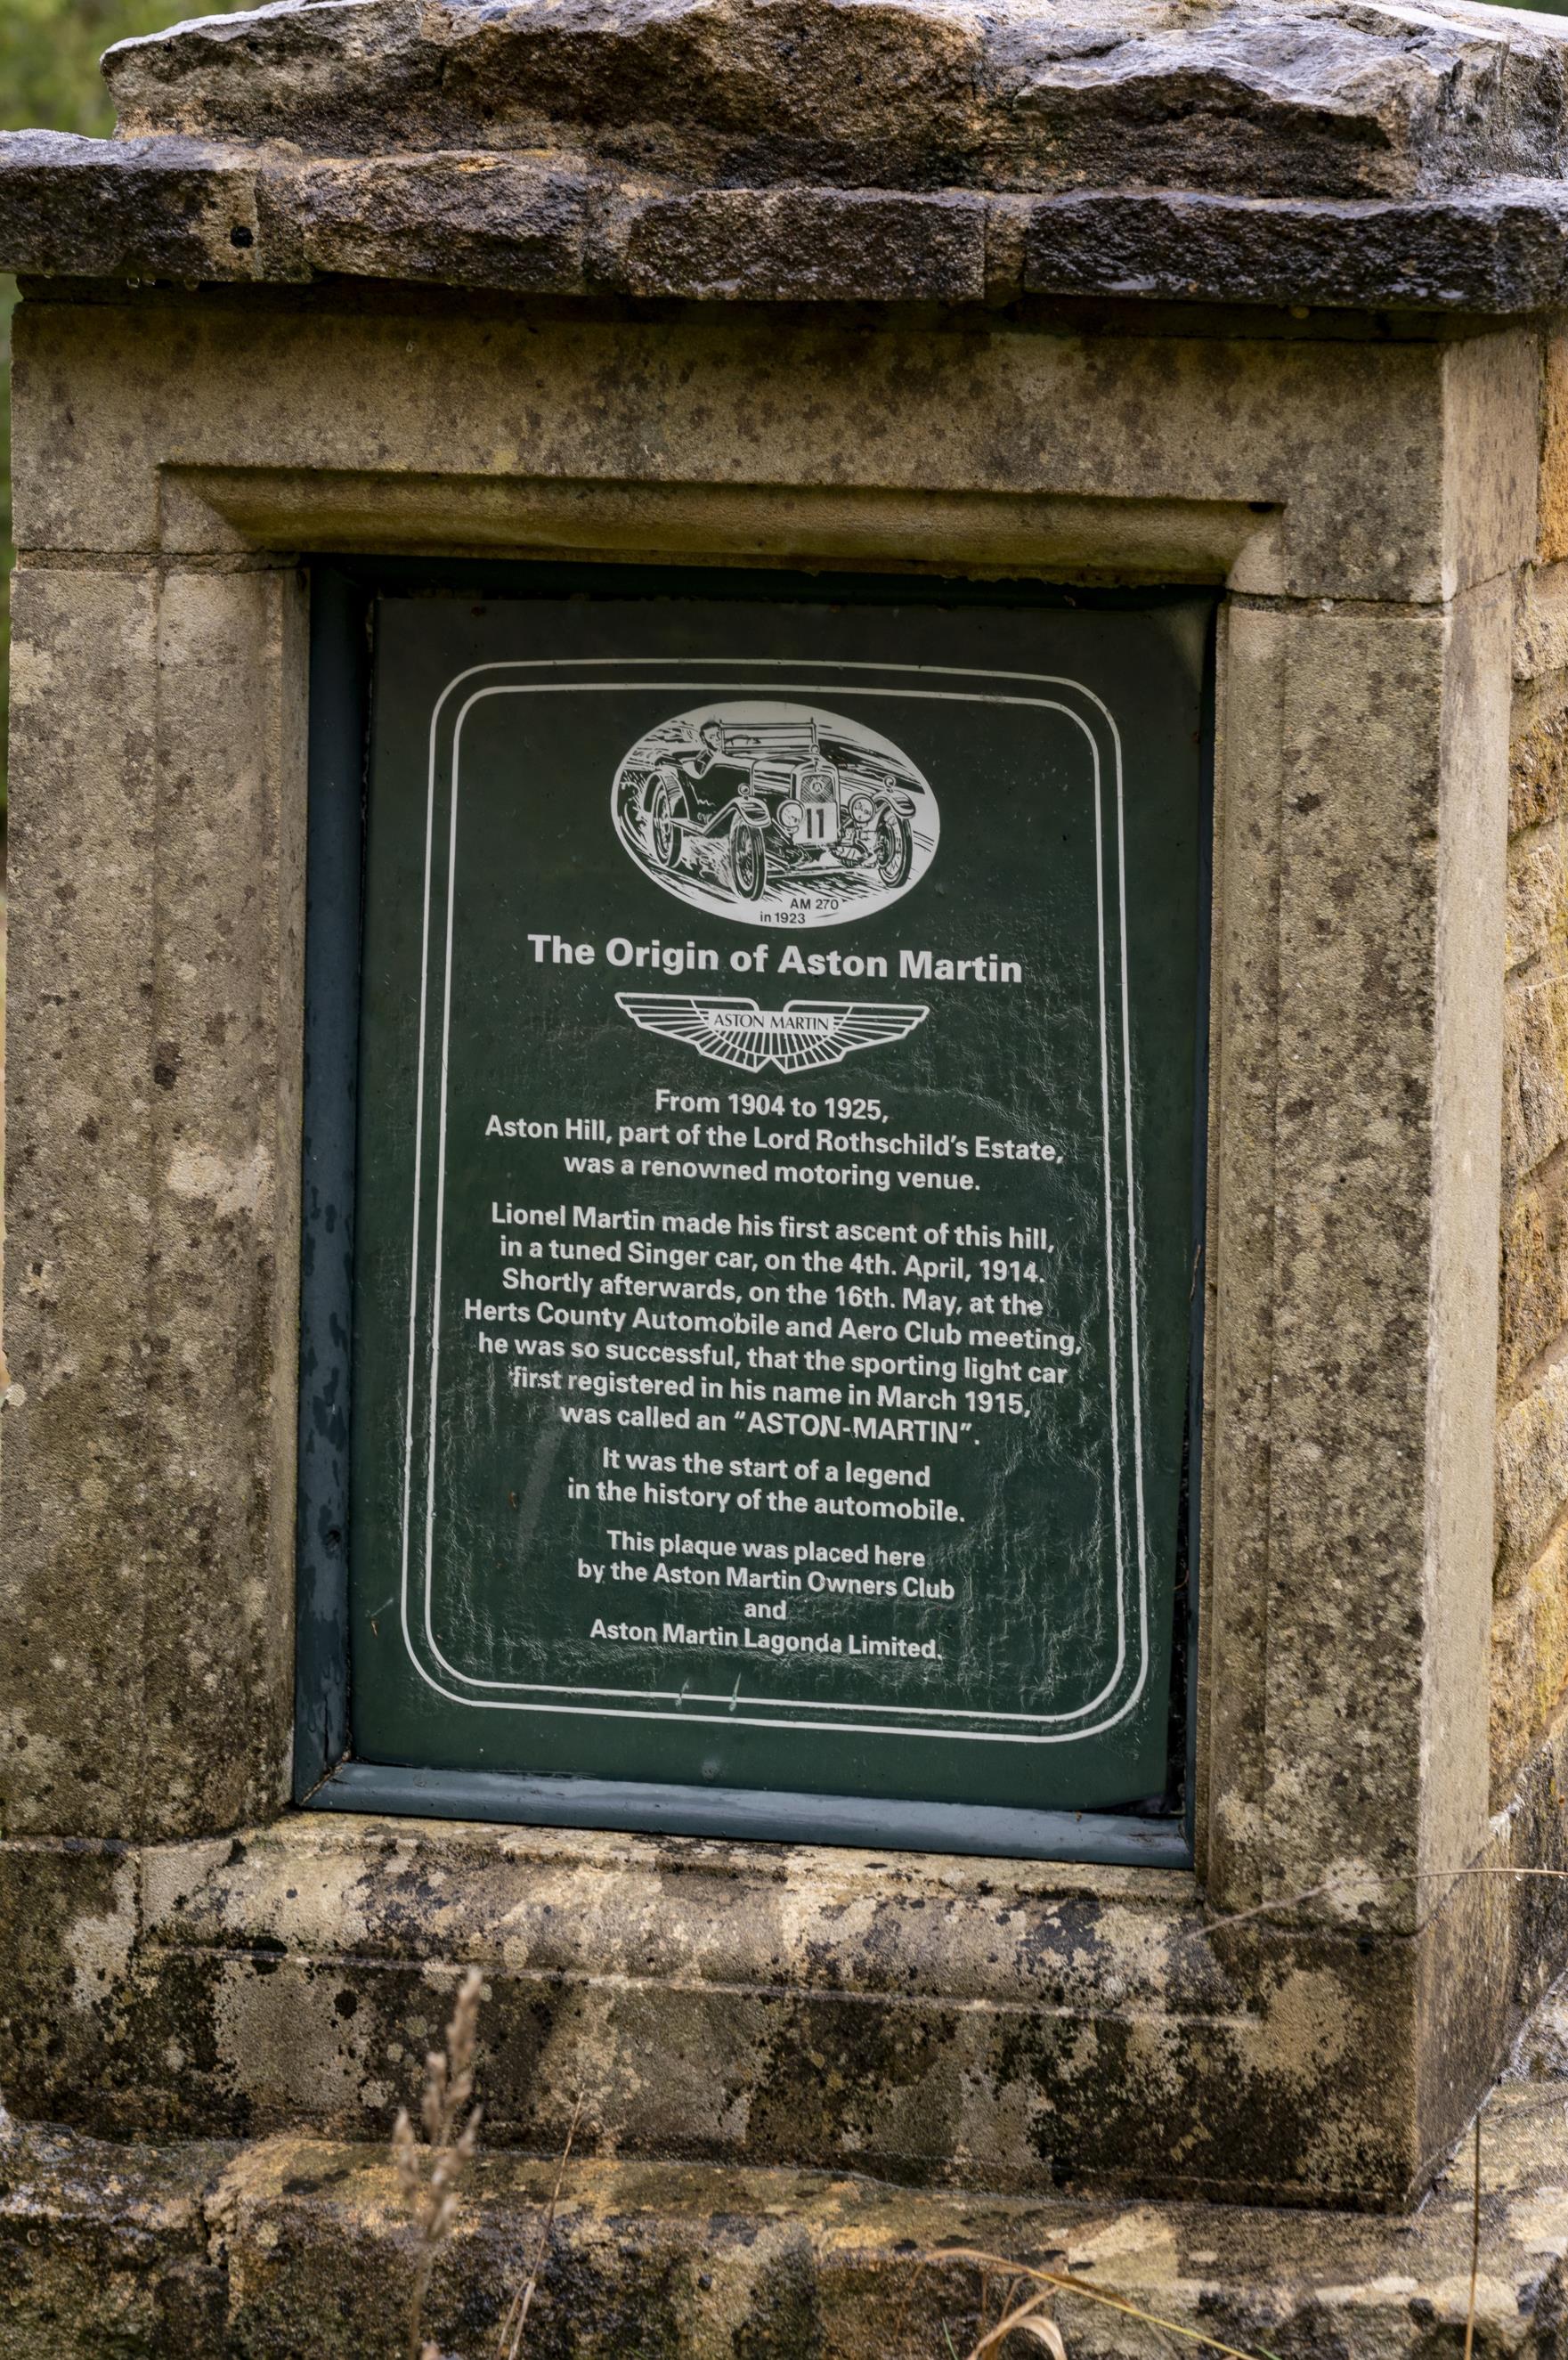 11
AM 270
in 1923
The Origin of Aston Martin
ASTON MARTIN
From 1904 to 1925,
Aston Hill, part of the Lord Rothschild's Estate,
was a renowned motoring venue.
Lionel Martin made his first ascent of this hill,
in a tuned Singer car, on the 4th. April, 1914.
Shortly afterwards, on the 16th. May, at the
Herts County Automobile and Aero Club meeting,
he was so successful, that the sporting light car
first registered in his name in March 1915,
was called an "ASTON-MARTIN".
It was the start of a legend
in the history of the automobile.
This plaque was placed here
by the Aston Martin Owners Club
and
Aston Martin Lagonda Limited.